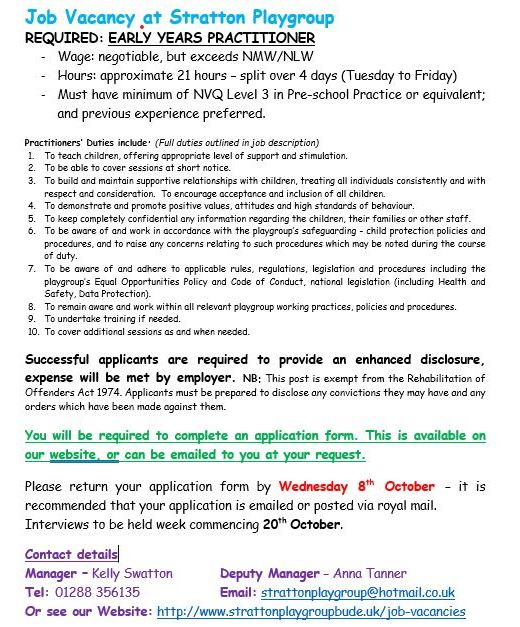 Job Vacancy at Stratton Playgroup
REQUIRED: EARLY YEARS PRACTITIONER
- Wage: negotiable, but exceeds NMW/NLW
- Hours: approximate 21 hours – split over 4 days (Tuesday to Friday)
- Must have minimum of NVQ Level 3 in Pre-school Practice or equivalent;
and previous experience preferred.
Practitioners' Duties include: (Full duties outlined in job description)
1. To teach children, offering appropriate level of support and stimulation.
2. To be able to cover sessions at short notice.
3. To build and maintain supportive relationships with children, treating all individuals consistently and with
respect and consideration. To encourage acceptance and inclusion of all children.
4. To demonstrate and promote positive values, attitudes and high standards of behaviour.
5. To keep completely confidential any information regarding the children, their families or other staff.
6. To be aware of and work in accordance with the playgroup's safeguarding - child protection policies and
procedures, and to raise any concerns relating to such procedures which may be noted during the course
of duty.
7. To be aware of and adhere to applicable rules, regulations, legislation and procedures including the
playgroup's Equal Opportunities Policy and Code of Conduct, national legislation (including Health and
Safety, Data Protection).
8. To remain aware and work within all relevant playgroup working practices, policies and procedures.
9. To undertake training if needed.
10. To cover additional sessions as and when needed.
Successful applicants are required to provide an enhanced disclosure,
expense will be met by employer. NB: This post is exempt from the Rehabilitation of
Offenders Act 1974. Applicants must be prepared to disclose any convictions they may have and any
orders which have been made against them.
You will be required to complete an application form. This is available on
our website, or can be emailed to you at your request.
Please return your application form by Wednesday 8th October – it is
recommended that your application is emailed or posted via royal mail.
Interviews to be held week commencing 20th October.
Contact details
Manager – Kelly Swatton Deputy Manager – Anna Tanner
Tel: 01288 356135 Email: strattonplaygroup@hotmail.co.uk
Or see our Website: http://www.strattonplaygroupbude.uk/job-vacancies